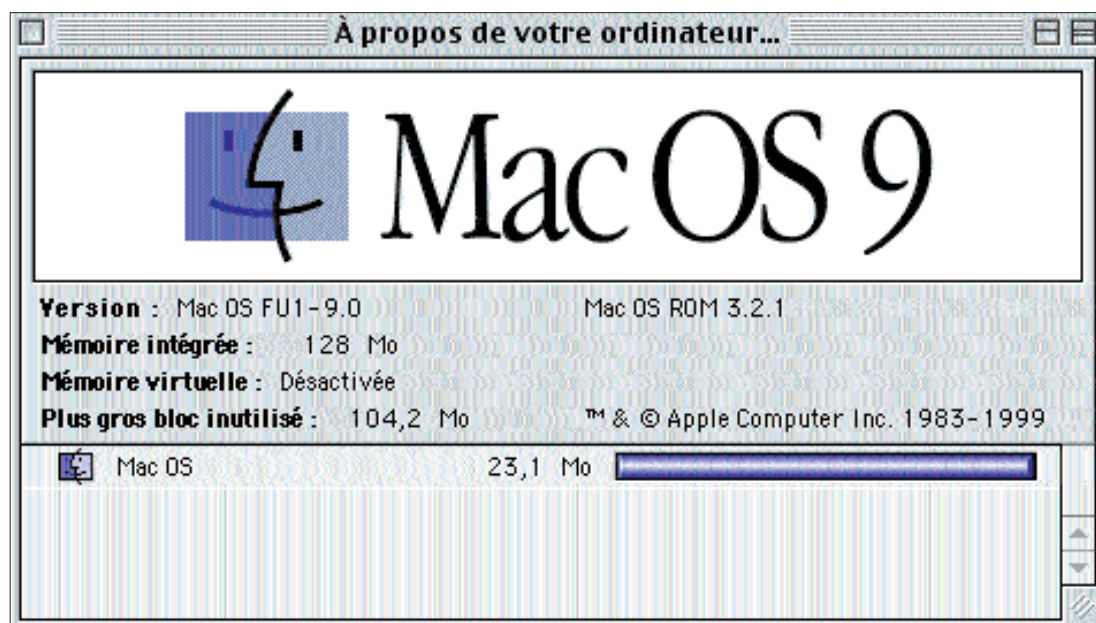 À propos de votre ordinateur...
Mac OS 9
Version : Mac OS FU1-9.0 Mac OS ROM 3.2.1
Mémoire intégrée : 128 Mo
Mémoire virtuelle : Désactivée
Plus gros bloc inutilisé : 104,2 Mo ™ & © Apple Computer Inc. 1983-1999
Mac OS 23,1 Mo